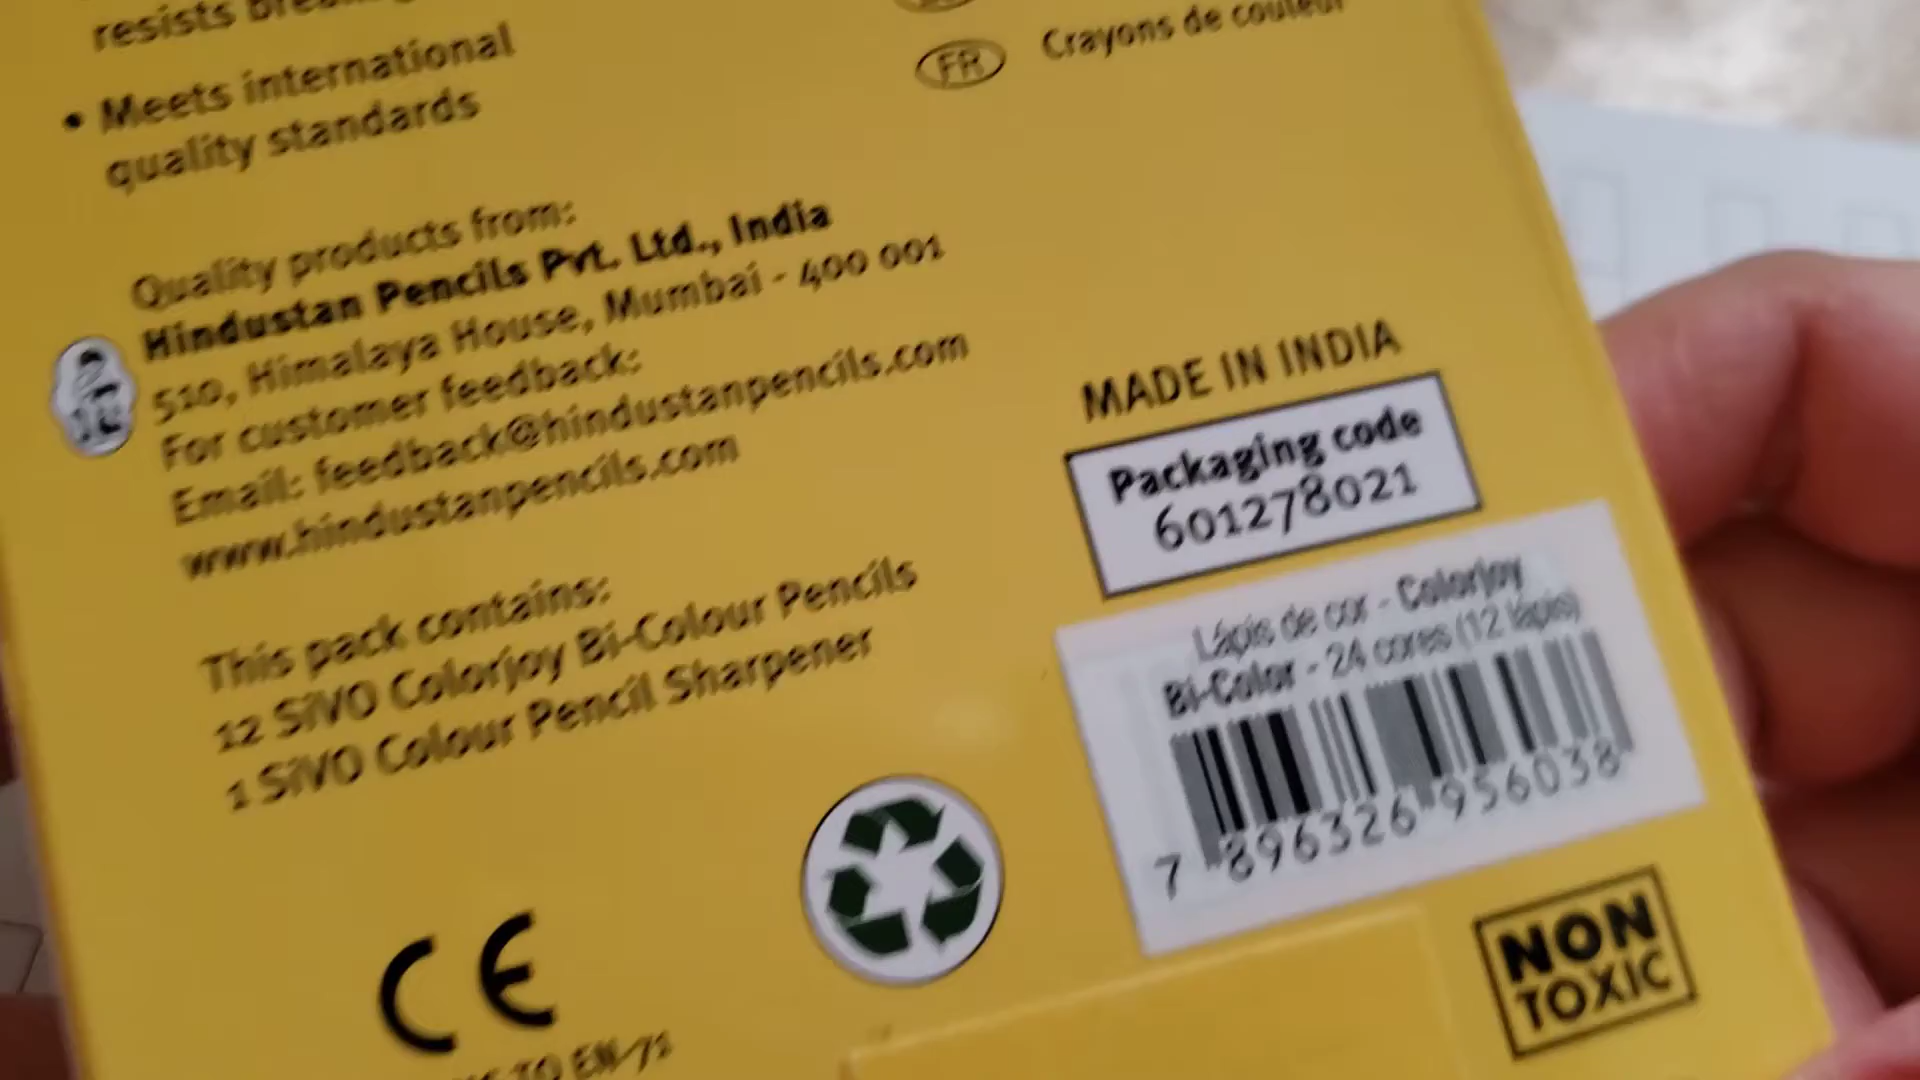 resists
• Meets international
quality standards
FR Crayons de couleur
Quality products from:
Hindustan Pencils Pvt. Ltd., India
510, Himalaya House, Mumbai - 400 001
For customer feedback:
Email: feedback@hindustanpencils.com
www.hindustanpencils.com
This pack contains:
12 SiVO Colorjoy Bi-Colour Pencils
1 SiVO Colour Pencil Sharpener
MADE IN INDIA
Packaging code
601278021
Lápis de cor - Colorjoy
Bi-Color - 24 cores (12 lápis)
7 896326 956038
CE
TO EN-71
NON
TOXIC